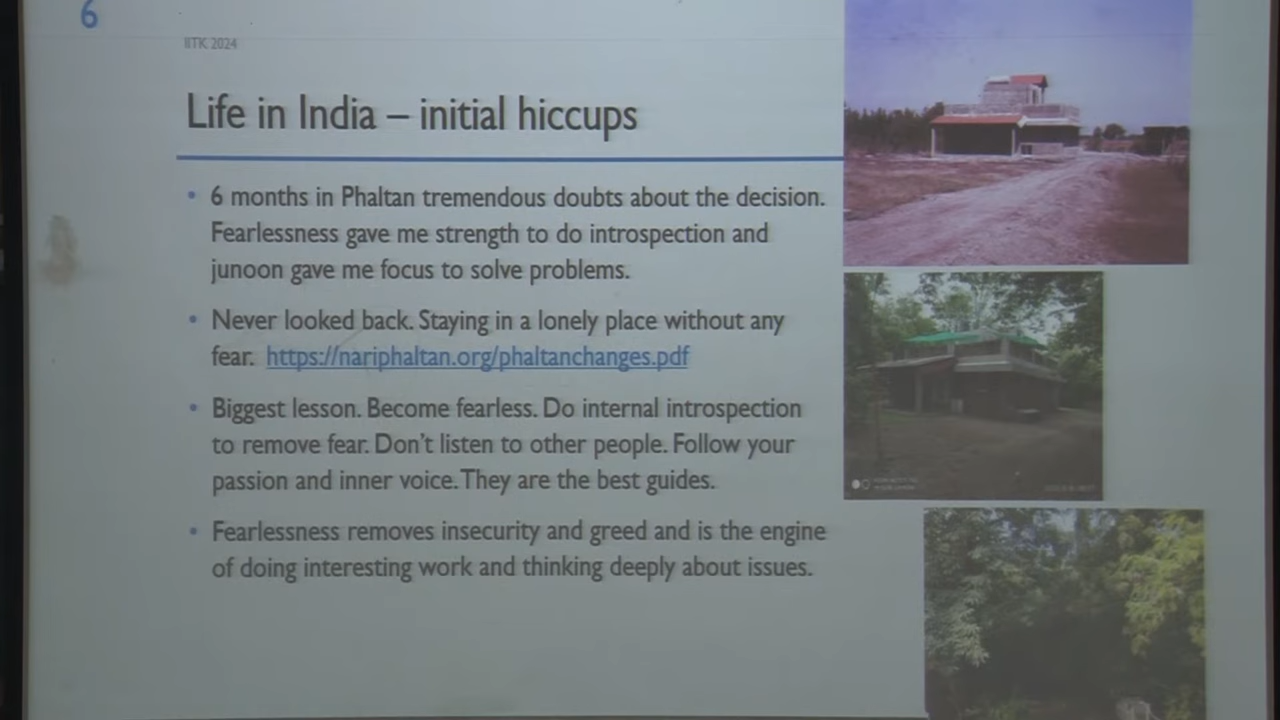 6
IITK 2024
Life in India – initial hiccups
• 6 months in Phaltan tremendous doubts about the decision.
Fearlessness gave me strength to do introspection and
junoon gave me focus to solve problems.
• Never looked back. Staying in a lonely place without any
fear. https://nariphaltan.org/phaltanchanges.pdf
• Biggest lesson. Become fearless. Do internal introspection
to remove fear. Don't listen to other people. Follow your
passion and inner voice. They are the best guides.
• Fearlessness removes insecurity and greed and is the engine
of doing interesting work and thinking deeply about issues.